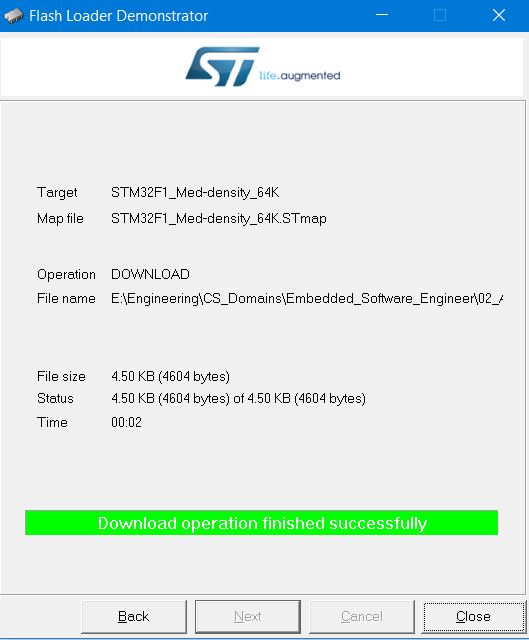 Flash Loader Demonstrator
ST life.augmented
Target STM32F1_Med-density_64K
Map file STM32F1_Med-density_64K.STmap
Operation DOWNLOAD
File name E:\Engineering\CS_Domains\Embedded_Software_Engineer\02_A
File size 4.50 KB (4604 bytes)
Status 4.50 KB (4604 bytes) of 4.50 KB (4604 bytes)
Time 00:02
Download operation finished successfully
Back Next Cancel Close